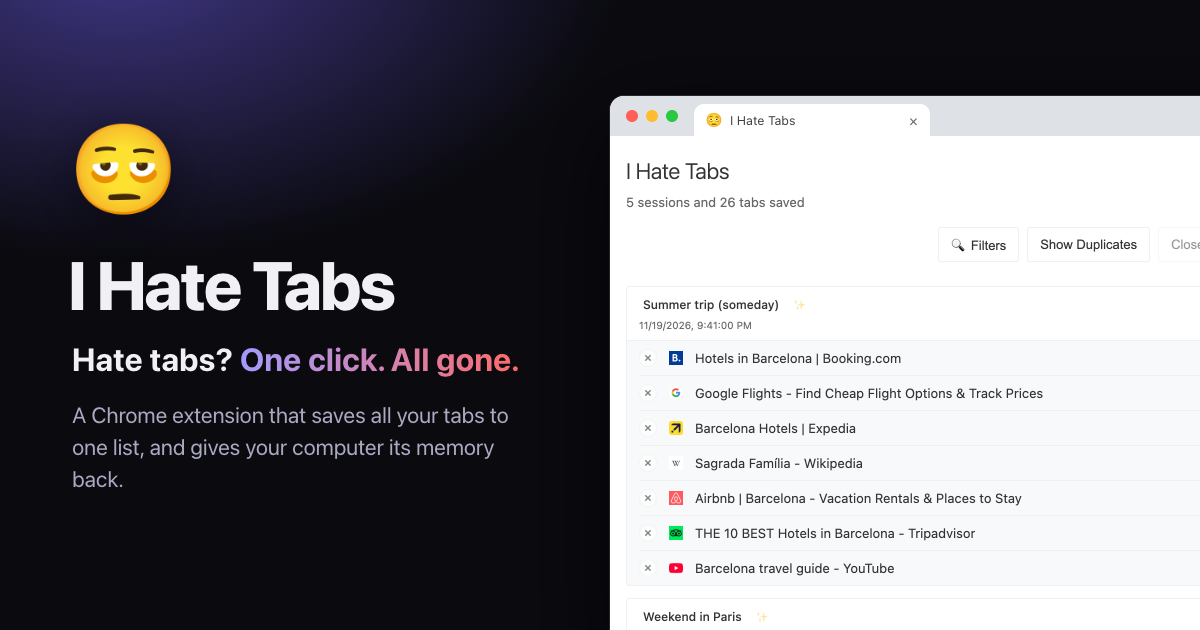 I Hate Tabs
Hate tabs? One click. All gone.
A Chrome extension that saves all your tabs to
one list, and gives your computer its memory
back.
I Hate Tabs
I Hate Tabs
5 sessions and 26 tabs saved
Filters
Show Duplicates
Close
Summer trip (someday)
11/19/2026, 9:41:00 PM
B. Hotels in Barcelona | Booking.com
G Google Flights - Find Cheap Flight Options & Track Prices
Barcelona Hotels | Expedia
W Sagrada Família - Wikipedia
Airbnb | Barcelona - Vacation Rentals & Places to Stay
THE 10 BEST Hotels in Barcelona - Tripadvisor
Barcelona travel guide - YouTube
Weekend in Paris